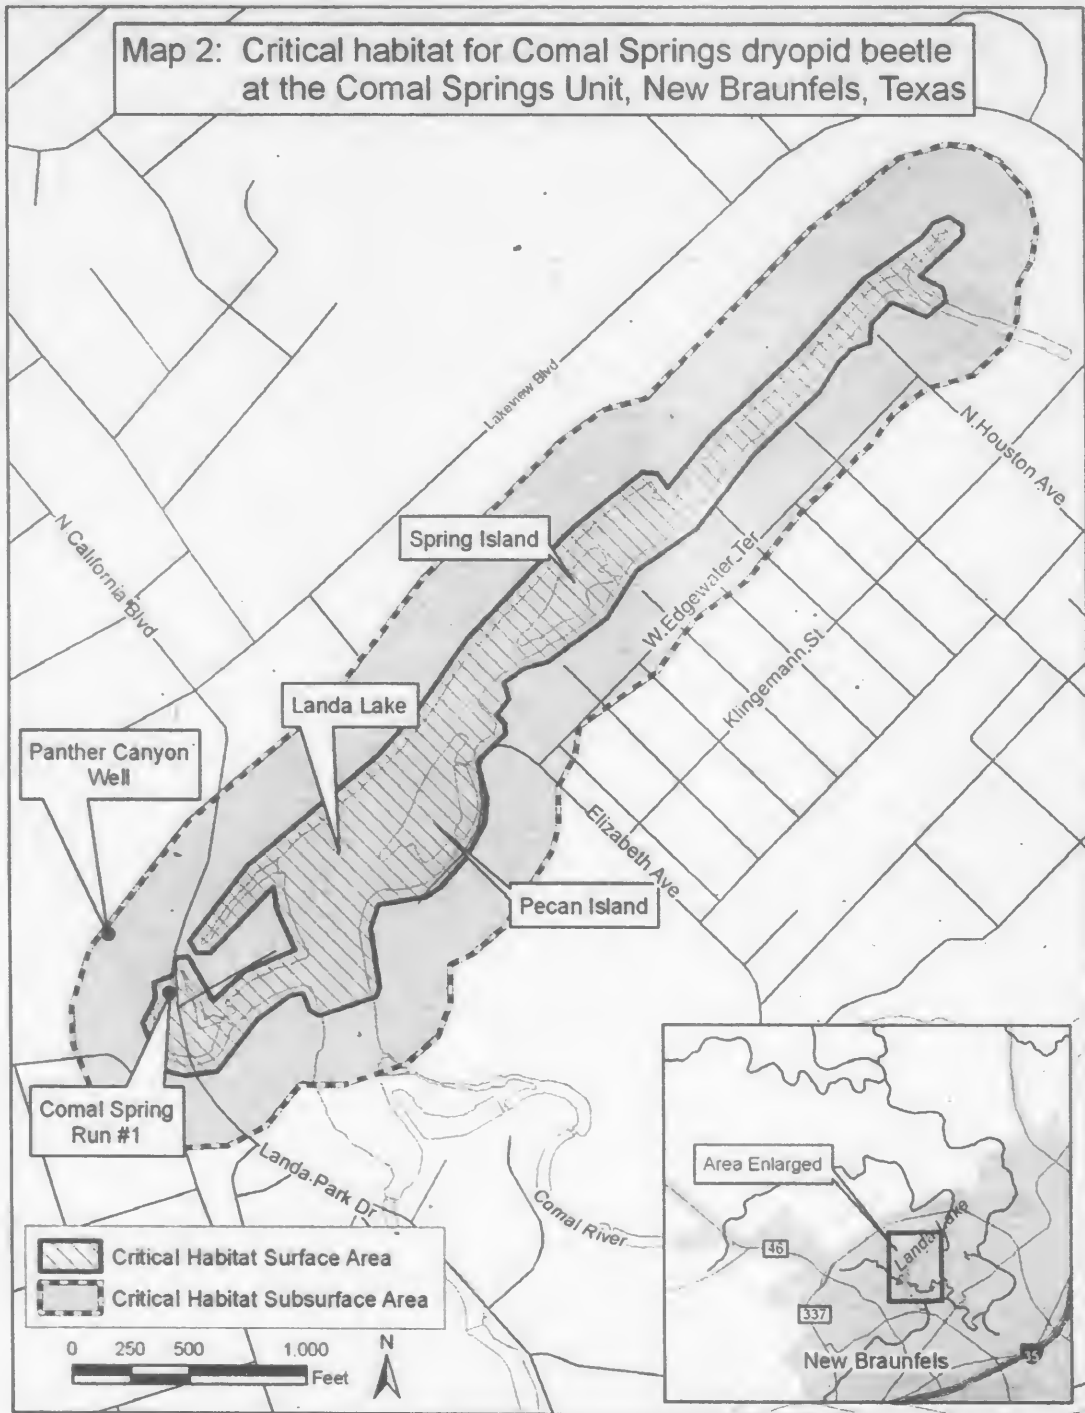 Map 2: Critical habitat for Comal Springs dryopid beetle
at the Comal Springs Unit, New Braunfels, Texas
Lakeview Blvd
N.Houston Ave
Spring Island
N California Blvd
W.Edgewater Ter
Klingemann St
Landa Lake
Panther Canyon
Well
Elizabeth Ave
Pecan Island
Comal Spring
Run #1
Landa Park Dr
Comal River
Area Enlarged
Landa Lake
46
337
35
New Braunfels
Critical Habitat Surface Area
Critical Habitat Subsurface Area
0 250 500 1,000
Feet
N